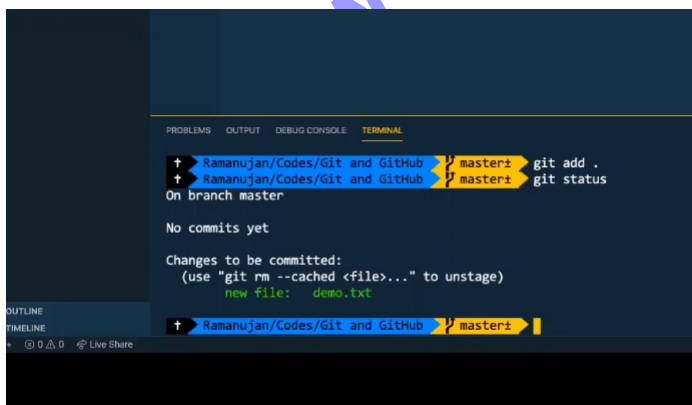 PROBLEMS OUTPUT DEBUG CONSOLE TERMINAL
Ramanujan/Codes/Git and GitHub master± git add .
Ramanujan/Codes/Git and GitHub master± git status
On branch master
No commits yet
Changes to be committed:
(use "git rm --cached <file>..." to unstage)
new file: demo.txt
OUTLINE
TIMELINE
Ramanujan/Codes/Git and GitHub master±
0 0 Live Share